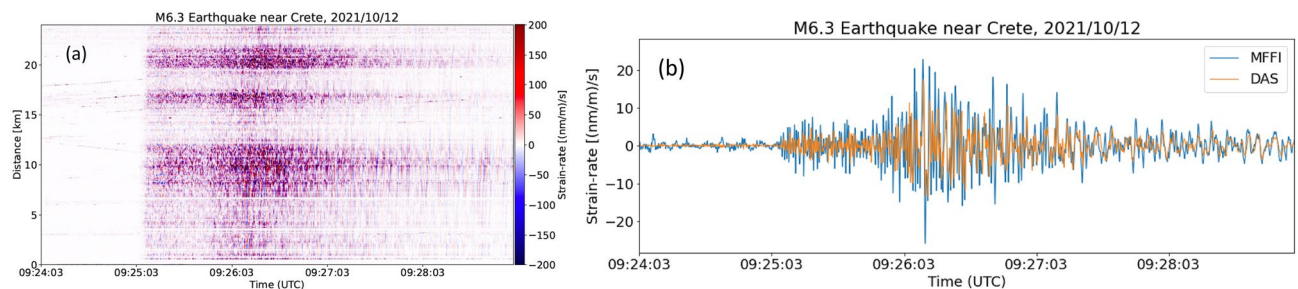 M6.3 Earthquake near Crete, 2021/10/12
(a)
Distance [km]
20
15
10
5
0
09:24:03
09:25:03
09:26:03
09:27:03
09:28:03
Time (UTC)
200
150
100
50
0
−50
−100
−150
−200
Strain-rate [(nm/m)/s]
M6.3 Earthquake near Crete, 2021/10/12
(b)
MFFI
DAS
Strain-rate [(nm/m)/s]
20
10
0
−10
−20
09:24:03
09:25:03
09:26:03
09:27:03
09:28:03
Time (UTC)